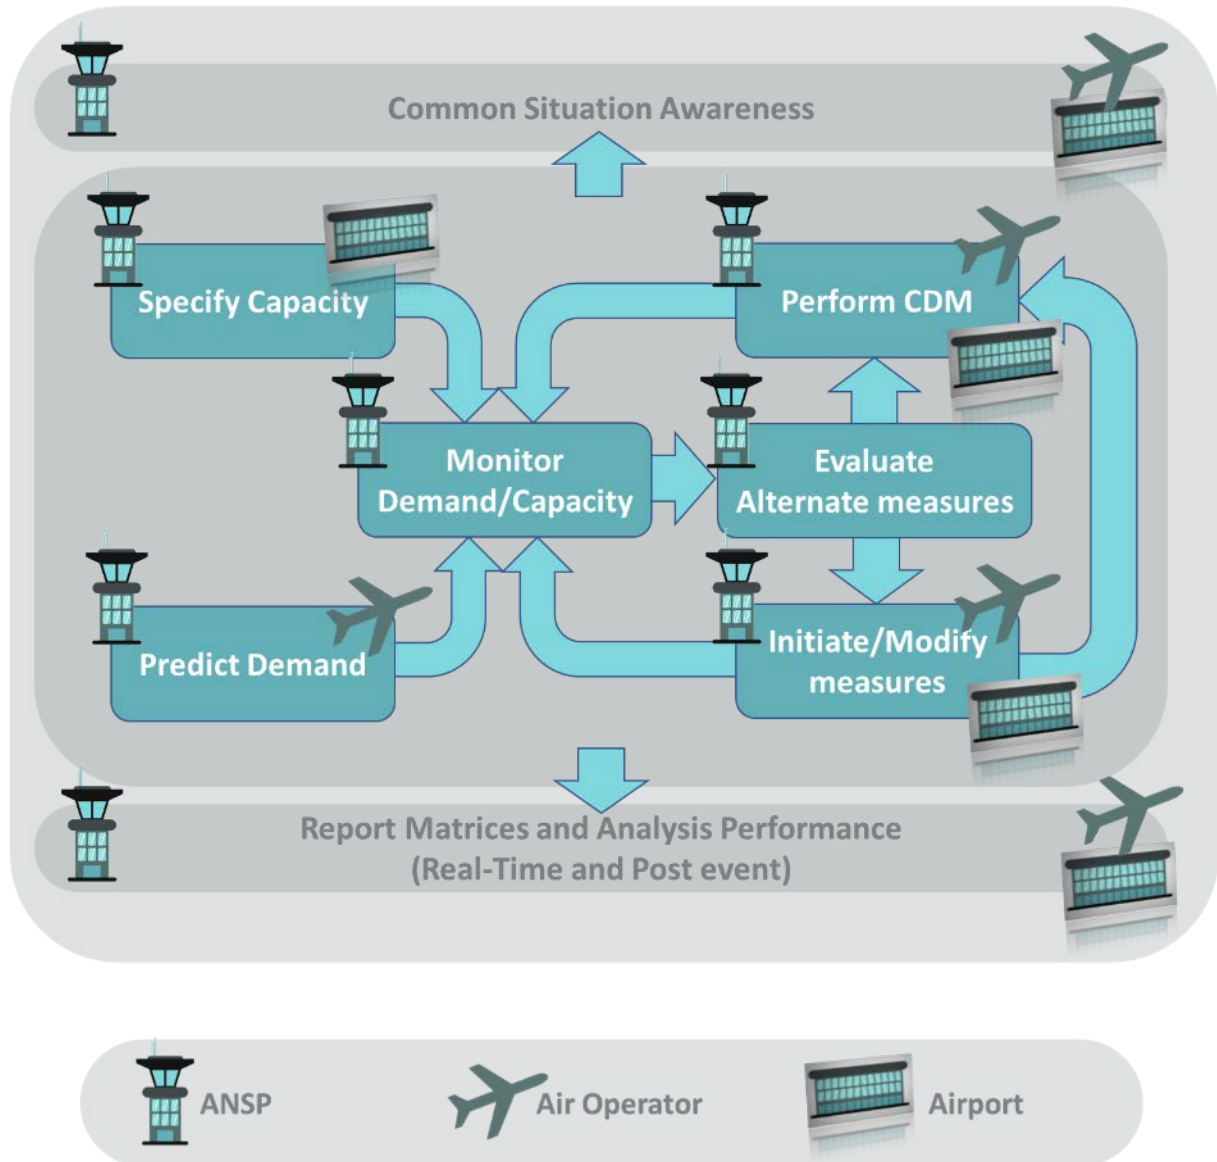 Common Situation Awareness
Specify Capacity
Perform CDM
Monitor
Demand/Capacity
Evaluate
Alternate measures
Predict Demand
Initiate/Modify
measures
Report Matrices and Analysis Performance
(Real-Time and Post event)
ANSP
Air Operator
Airport